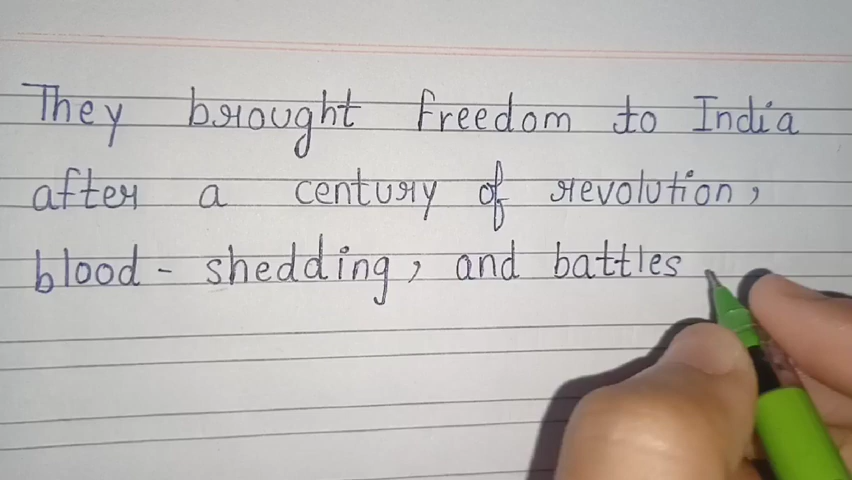 They brought freedom to India
after a century of revolution,
blood - shedding, and battles